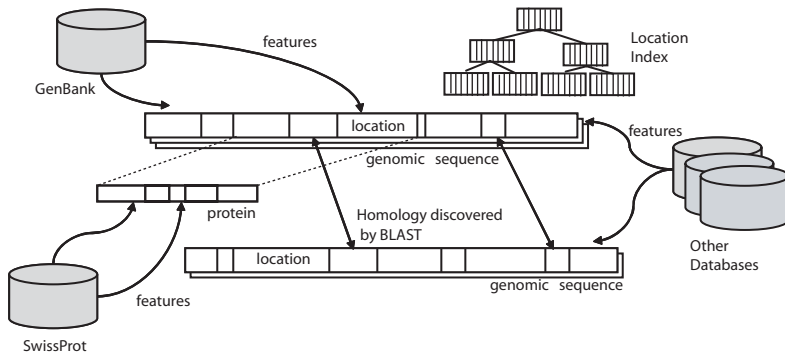 features
Location
Index
GenBank
location
features
genomic sequence
protein
Homology discovered
by BLAST
Other
Databases
location
features
genomic sequence
SwissProt